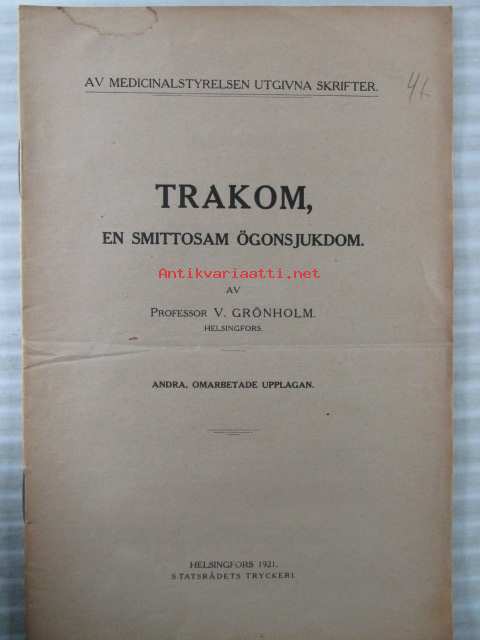 AV MEDICINALSTYRELSEN UTGIVNA SKRIFTER.
TRAKOM,
EN SMITTOSAM ÖGONSJUKDOM.
Antikvariaatti.net
AV
PROFESSOR V. GRÖNHOLM.
HELSINGFORS.
ANDRA, OMARBETADE UPPLAGAN.
HELSINGFORS 1921.
STATSRÅDETS TRYCKERI.